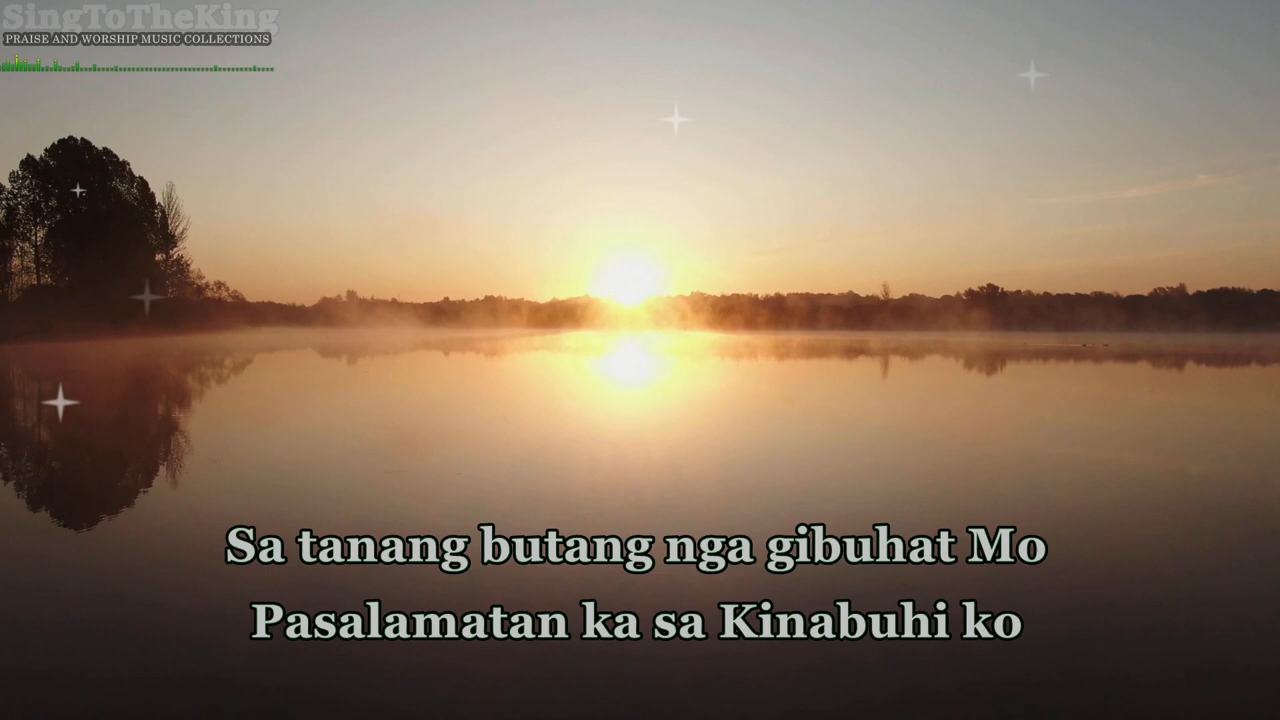 SingToTheKing
PRAISE AND WORSHIP MUSIC COLLECTIONS
Sa tanang butang nga gibuhat Mo
Pasalamatan ka sa Kinabuhi ko